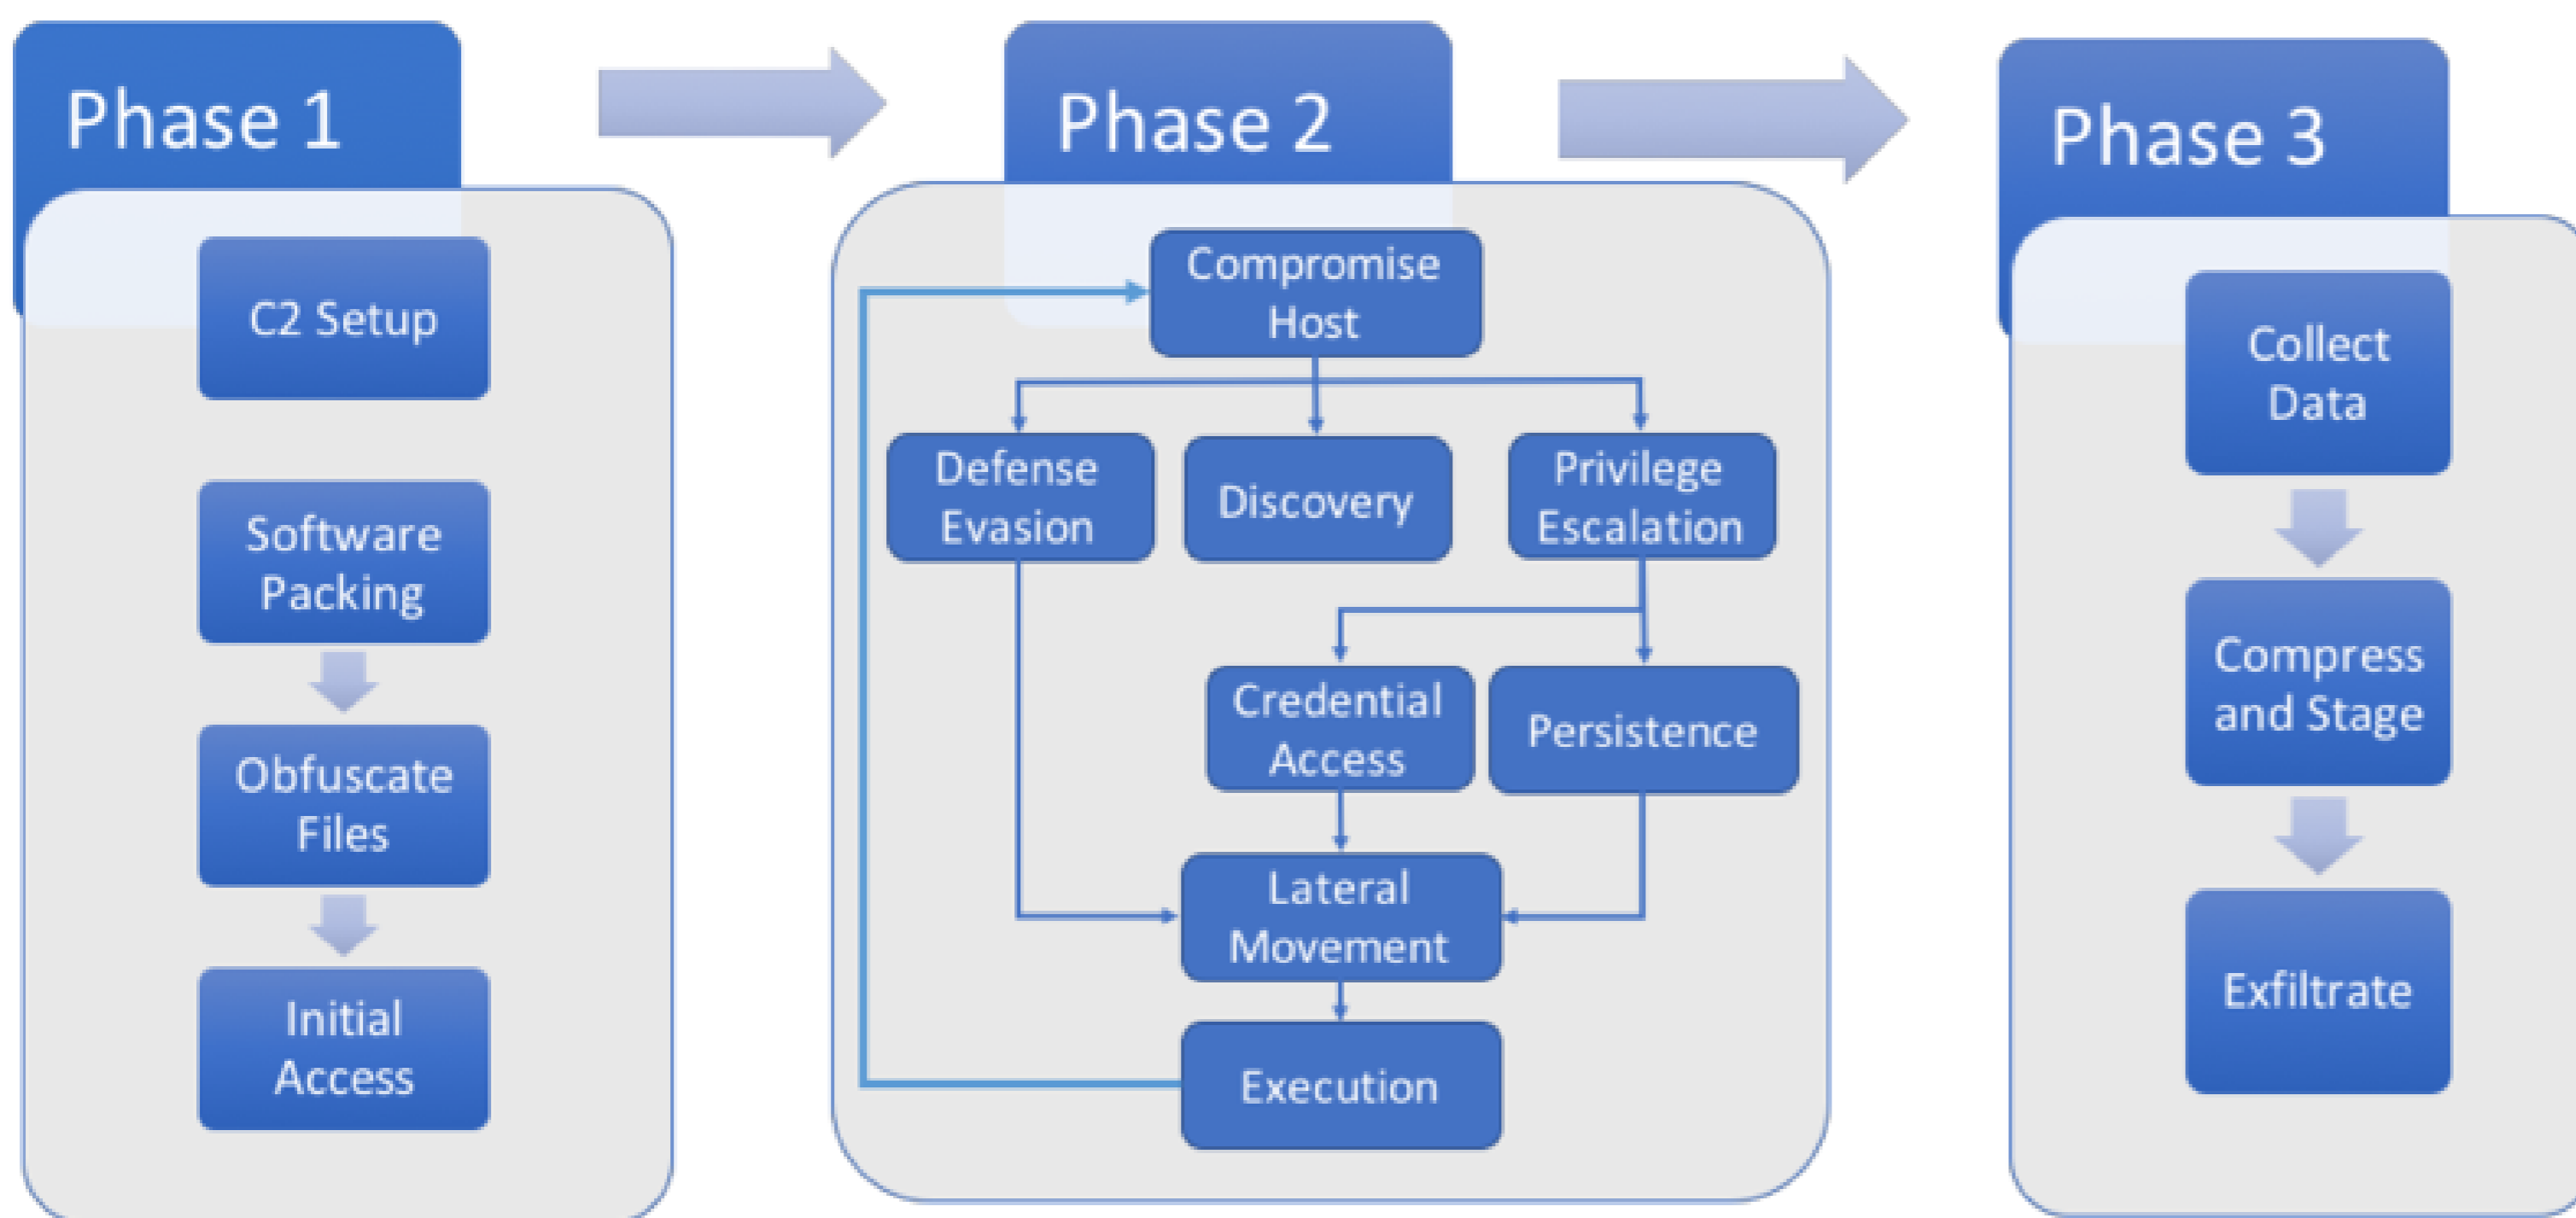 Phase 1
C2 Setup
Software
Packing
Obfuscate
Files
Initial
Access
Phase 2
Compromise
Host
Defense
Evasion
Discovery
Privilege
Escalation
Credential
Access
Persistence
Lateral
Movement
Execution
Phase 3
Collect
Data
Compress
and Stage
Exfiltrate